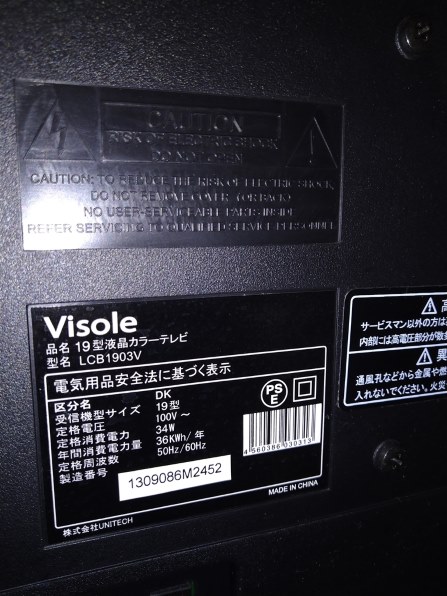 CAUTION
RISK OF ELECTRIC SHOCK
DO NOT OPEN
CAUTION: TO REDUCE THE RISK OF ELECTRIC SHOCK,
DO NOT REMOVE COVER (OR BACK)
NO USER-SERVICEABLE PARTS INSIDE
REFER SERVICING TO QUALIFIED SERVICE PERSONNEL
Visole
品名 19型液晶カラーテレビ
型名 LCB1903V
電気用品安全法に基づく表示
区分名 DK
受信機型サイズ 19型
定格電圧 100V ～
定格消費電力 34W
年間消費電力量 36KWh/年
定格周波数 50Hz/60Hz
製造番号 1309086M2452
PS
E
4560386030313
MADE IN CHINA
株式会社UNITECH
サービスマン以外の方は
内部には高電圧部分が数
通風孔などから金属や燃
入れないでください。火災